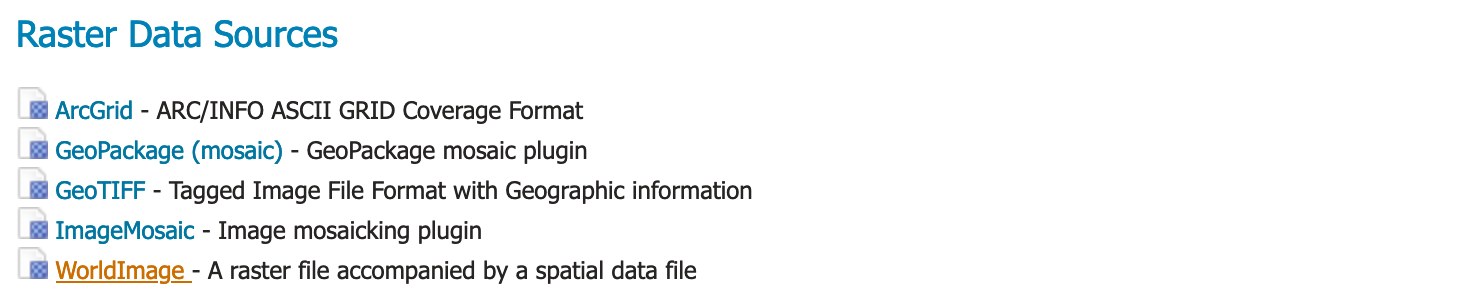 Raster Data Sources
ArcGrid - ARC/INFO ASCII GRID Coverage Format
GeoPackage (mosaic) - GeoPackage mosaic plugin
GeoTIFF - Tagged Image File Format with Geographic information
ImageMosaic - Image mosaicking plugin
WorldImage - A raster file accompanied by a spatial data file